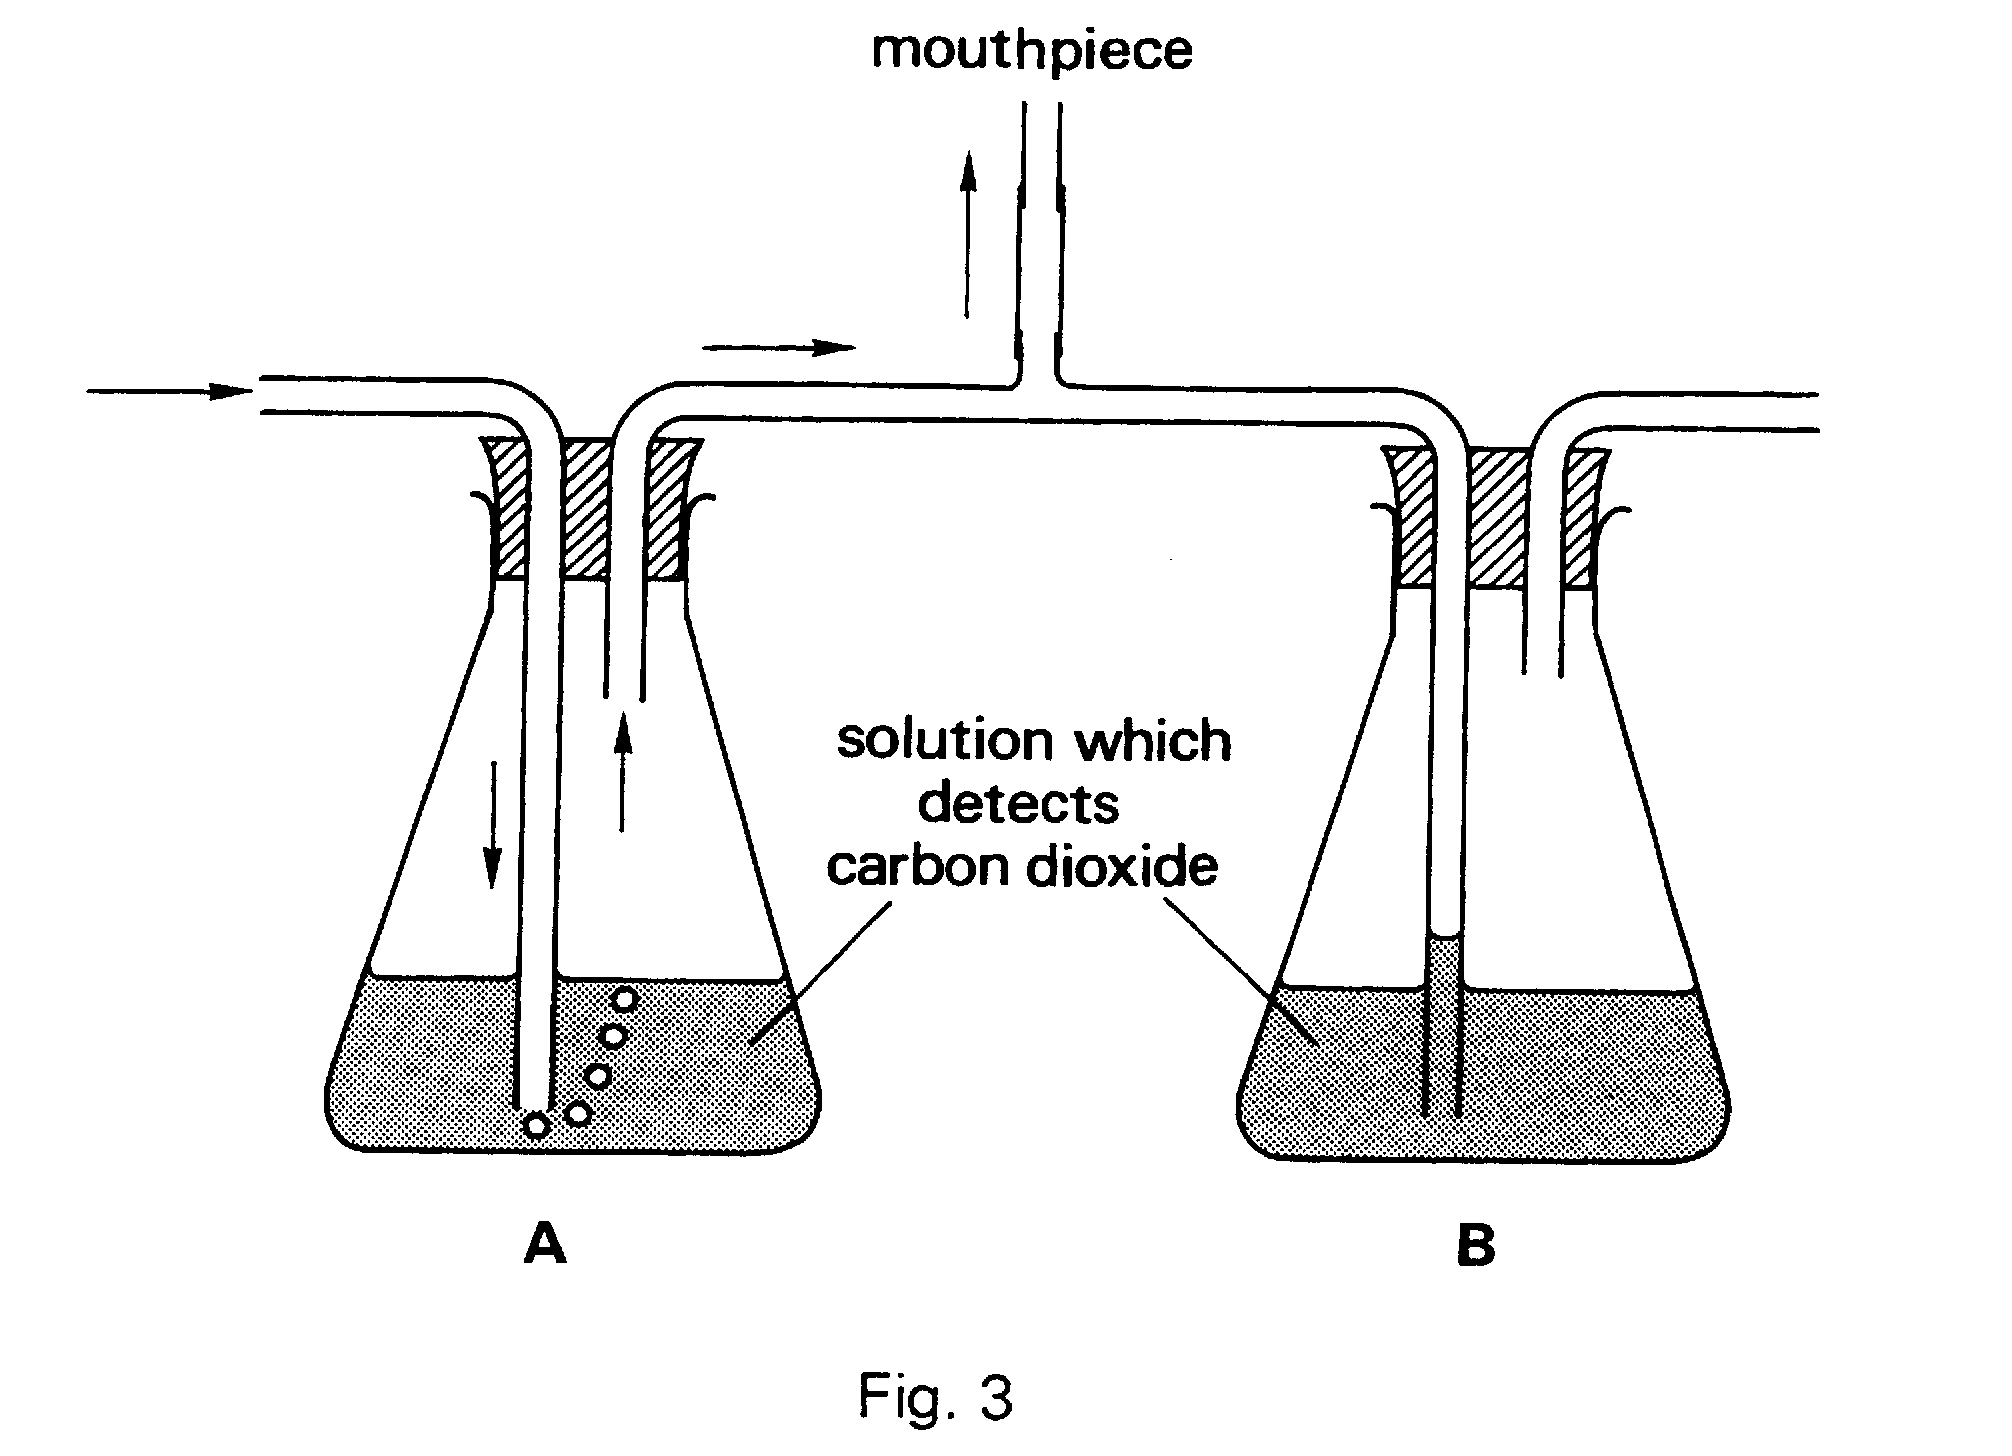 mouthpiece
solution which
detects
carbon dioxide
A
B
Fig. 3